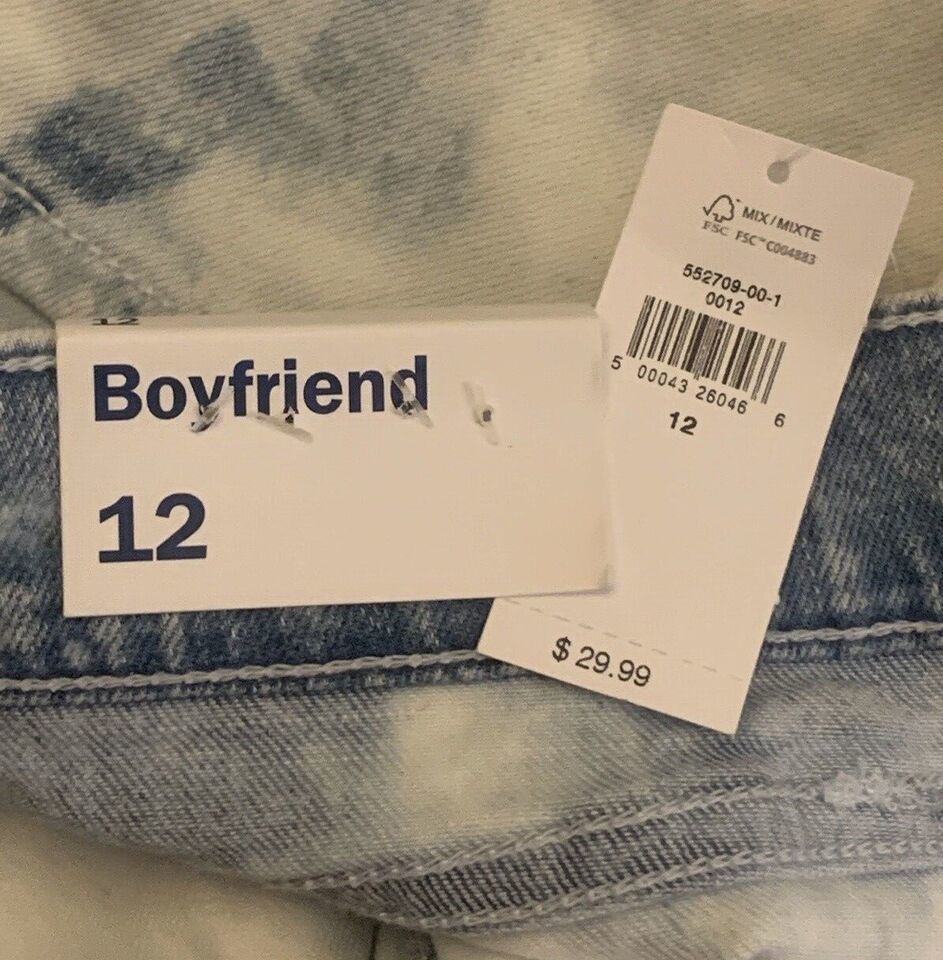 Boyfriend
12
MIX/MIXTE
FSC FSC™ C004883
552709-00-1
0012
5 00043 26046 6
12
$ 29.99